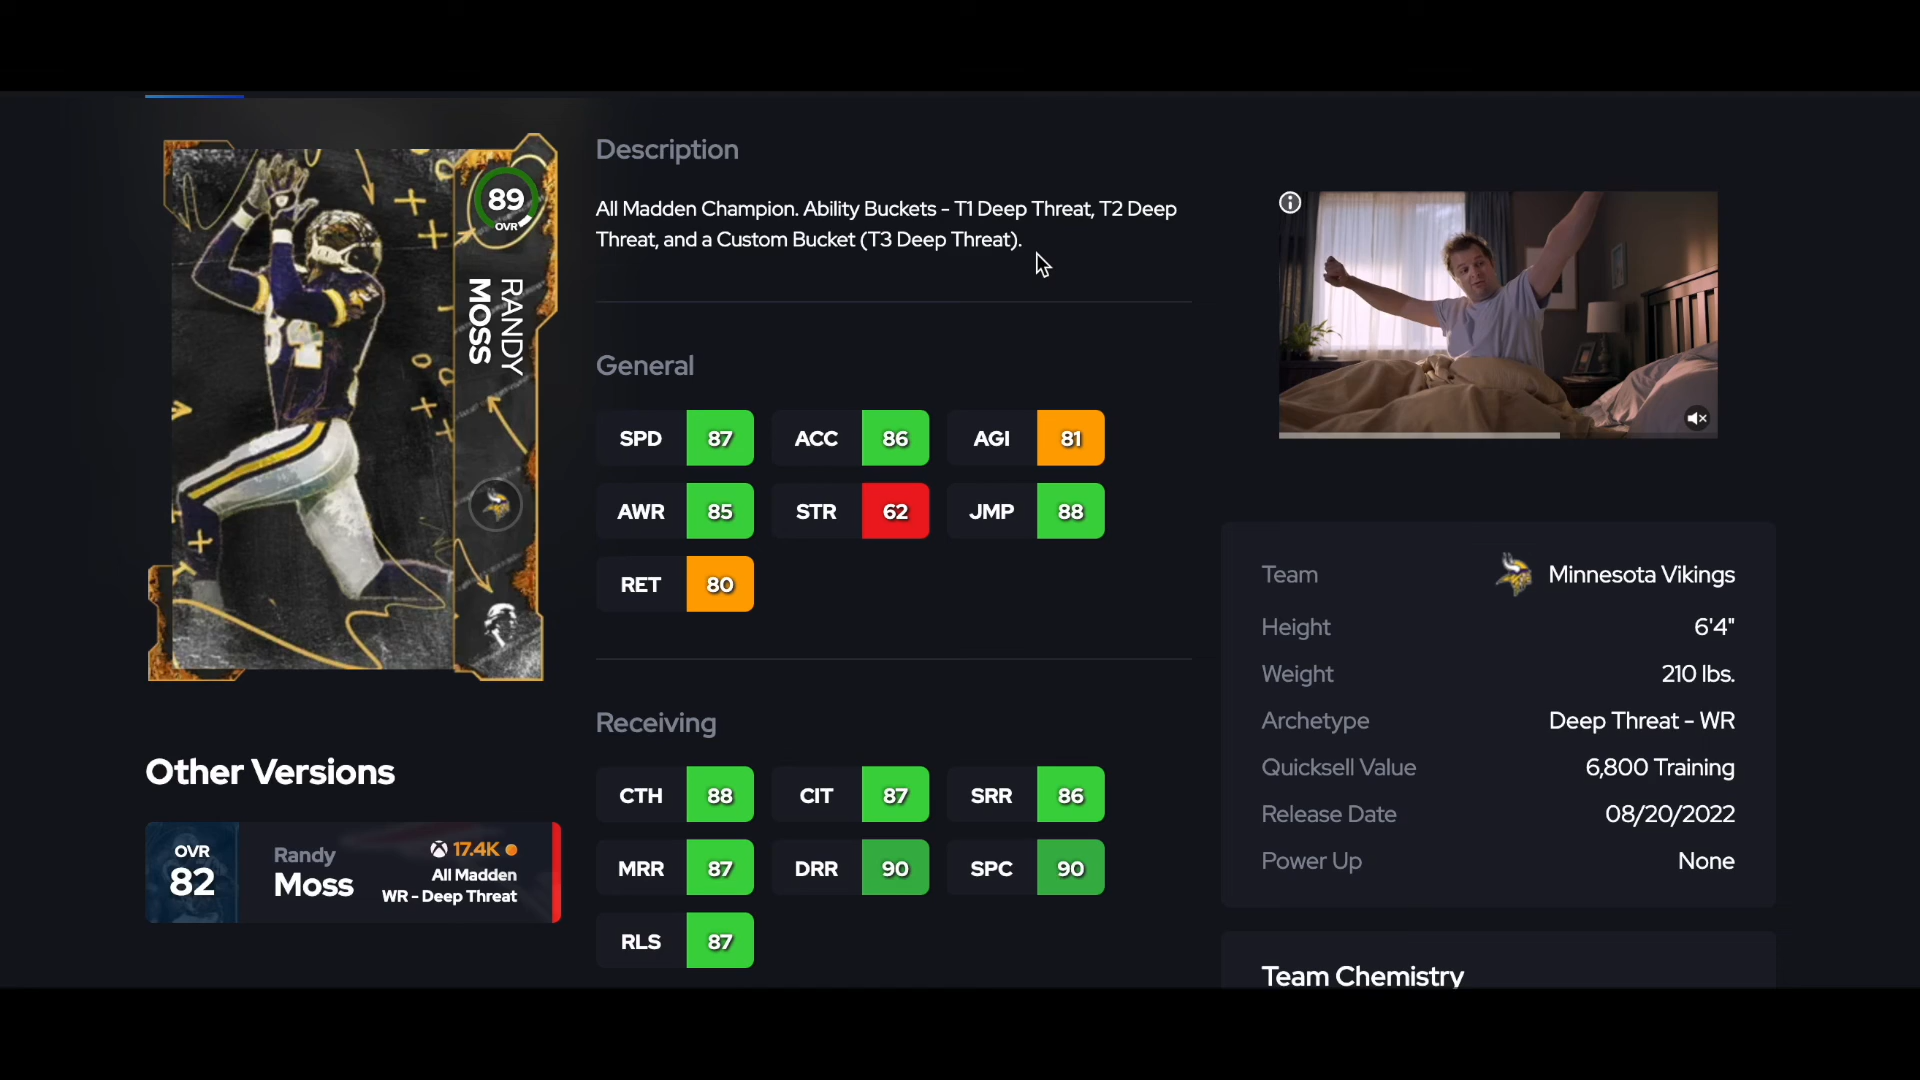 89
OVR
RANDY
MOSS
Description
All Madden Champion. Ability Buckets - T1 Deep Threat, T2 Deep
Threat, and a Custom Bucket (T3 Deep Threat).
General
SPD 87 ACC 86 AGI 81
AWR 85 STR 62 JMP 88
RET 80
Receiving
CTH 88 CIT 87 SRR 86
MRR 87 DRR 90 SPC 90
RLS 87
Other Versions
OVR
82
Randy
Moss
17.4K
All Madden
WR - Deep Threat
Team Minnesota Vikings
Height 6'4"
Weight 210 lbs.
Archetype Deep Threat - WR
Quicksell Value 6,800 Training
Release Date 08/20/2022
Power Up None
Team Chemistry